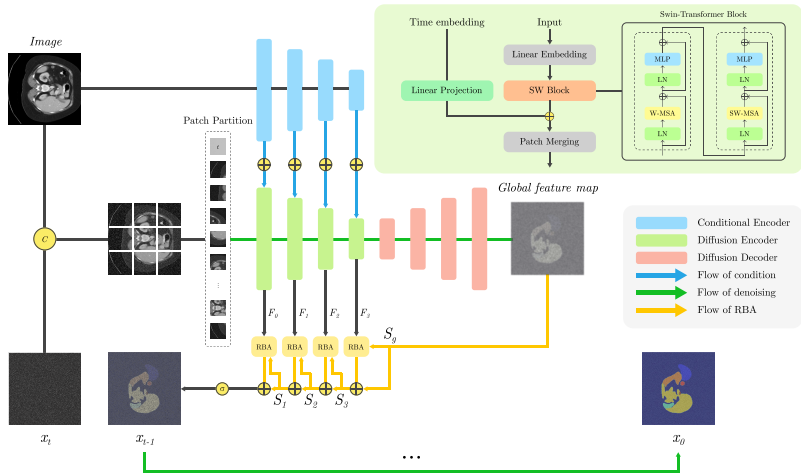 Image
Time embedding
Input
Swin-Transformer Block
Linear Embedding
Linear Projection
SW Block
Patch Merging
MLP
LN
W-MSA
LN
MLP
LN
SW-MSA
LN
Patch Partition
t
...
C
Global feature map
Conditional Encoder
Diffusion Encoder
Diffusion Decoder
Flow of condition
Flow of denoising
Flow of RBA
F0
F1
F2
F3
RBA
RBA
RBA
RBA
Sg
S1
S2
S3
σ
xt
xt-1
x0
...